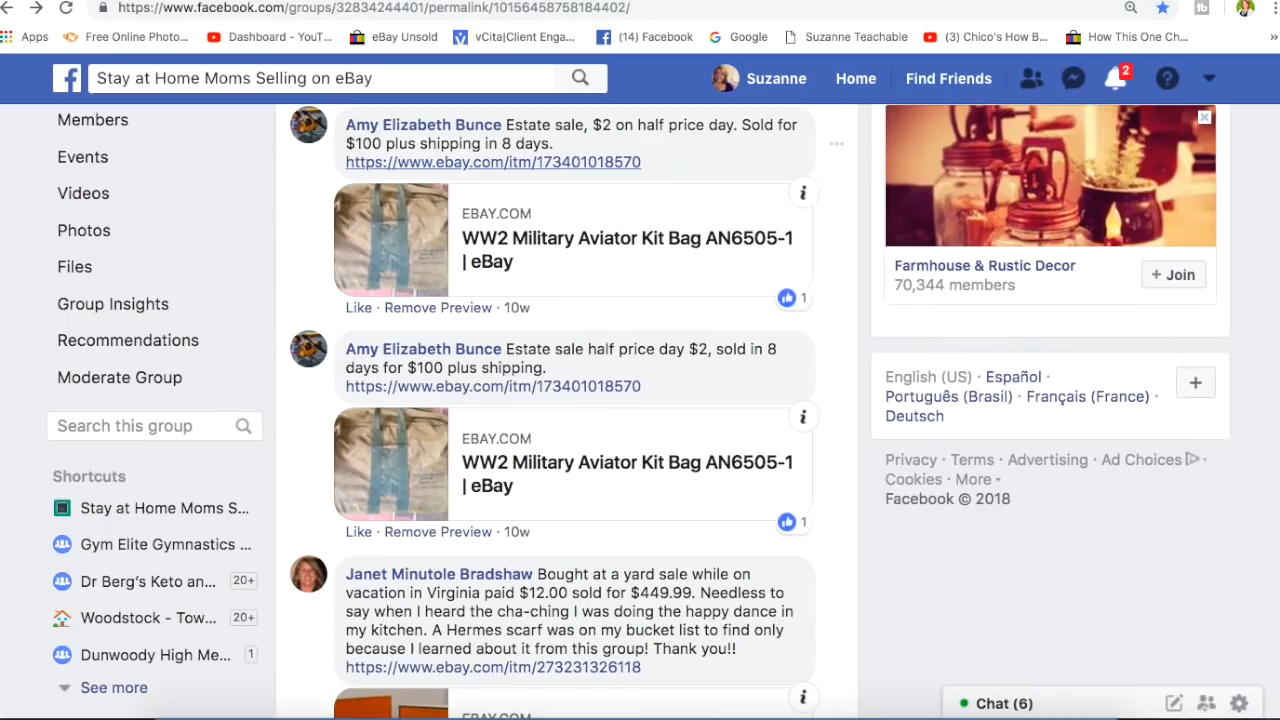 https://www.facebook.com/groups/32834244401/permalink/10156458758184402/
Apps Free Online Photo... Dashboard - YouT... eBay Unsold vCita|Client Enga... (14) Facebook Google Suzanne Teachable (3) Chico's How B... How This One Ch... »
Stay at Home Moms Selling on eBay
Suzanne Home Find Friends 2
Members
Events
Videos
Photos
Files
Group Insights
Recommendations
Moderate Group
Search this group
Shortcuts
Stay at Home Moms S...
Gym Elite Gymnastics ...
Dr Berg's Keto an... 20+
Woodstock - Tow... 20+
Dunwoody High Me... 1
See more
Amy Elizabeth Bunce Estate sale, $2 on half price day. Sold for
$100 plus shipping in 8 days.
https://www.ebay.com/itm/173401018570
EBAY.COM
WW2 Military Aviator Kit Bag AN6505-1
| eBay
1
Like · Remove Preview · 10w
Amy Elizabeth Bunce Estate sale half price day $2, sold in 8
days for $100 plus shipping.
https://www.ebay.com/itm/173401018570
EBAY.COM
WW2 Military Aviator Kit Bag AN6505-1
| eBay
1
Like · Remove Preview · 10w
Janet Minutole Bradshaw Bought at a yard sale while on
vacation in Virginia paid $12.00 sold for $449.99. Needless to
say when I heard the cha-ching I was doing the happy dance in
my kitchen. A Hermes scarf was on my bucket list to find only
because I learned about it from this group! Thank you!!
https://www.ebay.com/itm/273231326118
EBAY.COM
Farmhouse & Rustic Decor
70,344 members
+ Join
English (US) · Español ·
Português (Brasil) · Français (France) ·
Deutsch
Privacy · Terms · Advertising · Ad Choices ·
Cookies · More
Facebook © 2018
Chat (6)